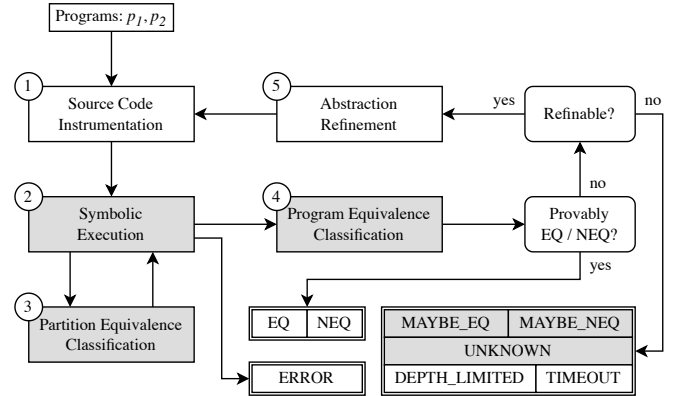 Programs: p1, p2
1
Source Code
Instrumentation
5
Abstraction
Refinement
yes
Refinable?
no
2
Symbolic
Execution
4
Program Equivalence
Classification
no
Provably
EQ / NEQ?
yes
3
Partition Equivalence
Classification
EQ
NEQ
ERROR
MAYBE_EQ
MAYBE_NEQ
UNKNOWN
DEPTH_LIMITED
TIMEOUT